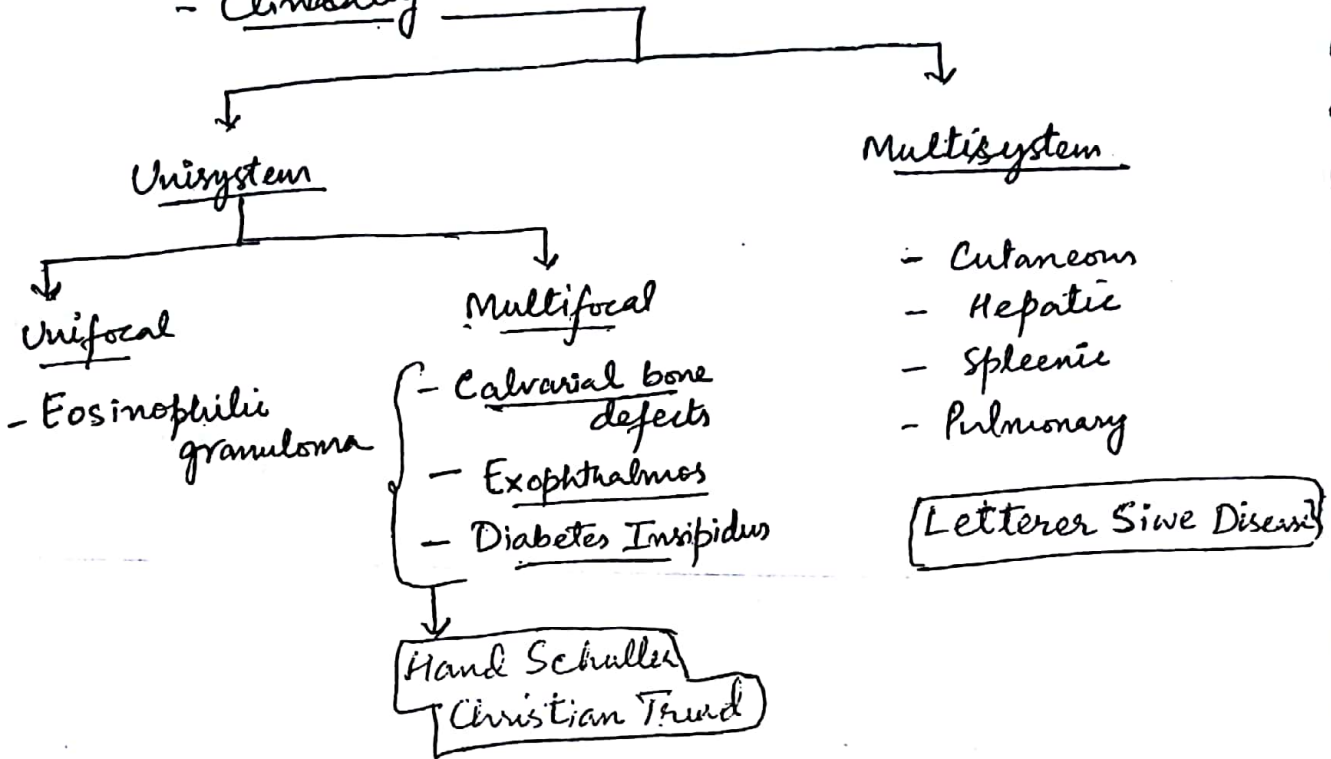 - Clinically
Unisystem
Multisystem
Unifocal
- Eosinophilic
granuloma
Multifocal
- Calvarial bone
defects
- Exophthalmos
- Diabetes Insipidus
Hand Schuller
Christian Triad
- Cutaneous
- Hepatic
- Spleenic
- Pulmonary
Letterer Siwe Disease